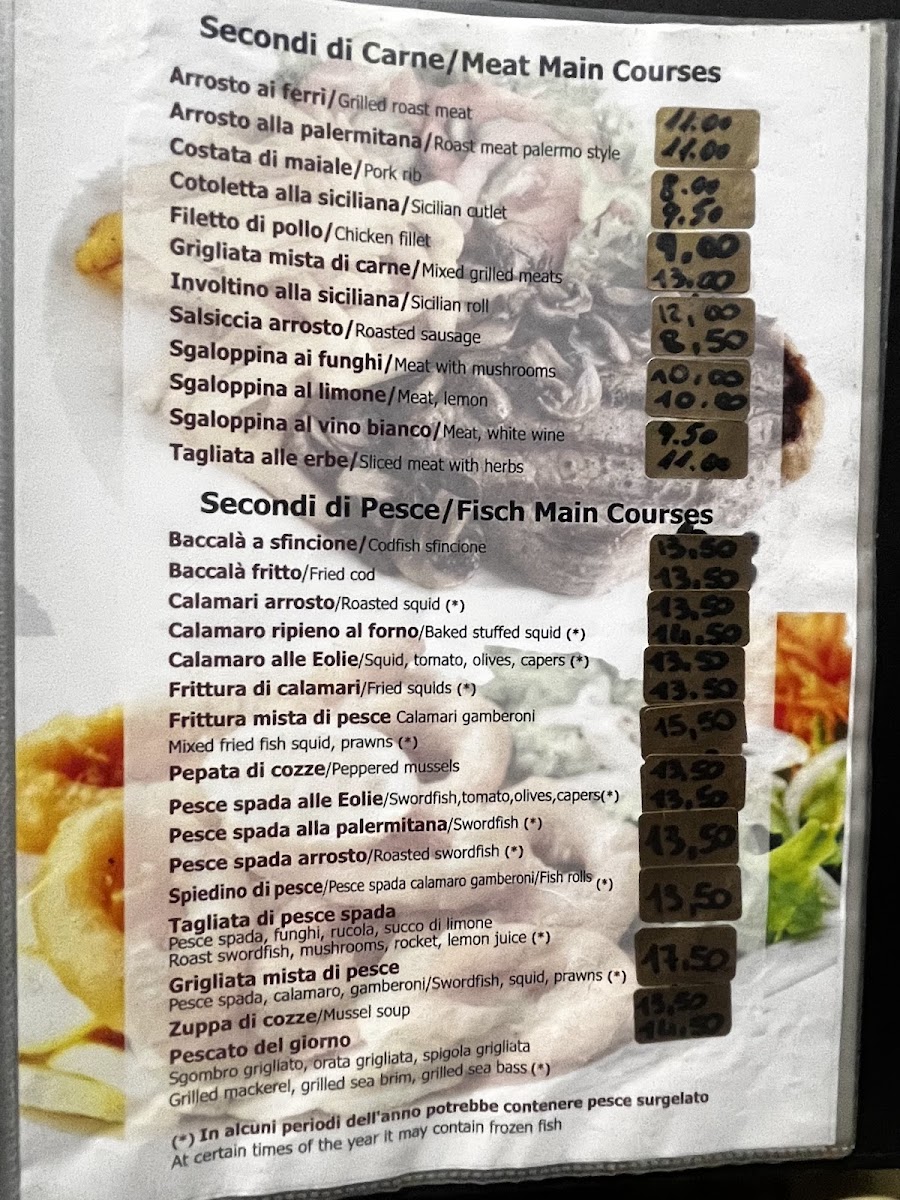 Secondi di Carne/Meat Main Courses
Arrosto ai ferri/Grilled roast meat 11.00
Arrosto alla palermitana/Roast meat palermo style 11.00
Costata di maiale/Pork rib 8.00
Cotoletta alla siciliana/Sicilian cutlet 9.50
Filetto di pollo/Chicken fillet 9,00
Grigliata mista di carne/Mixed grilled meats 13.00
Involtino alla siciliana/Sicilian roll 12,00
Salsiccia arrosto/Roasted sausage 8,50
Sgaloppina ai funghi/Meat with mushrooms 10,00
Sgaloppina al limone/Meat, lemon 10.00
Sgaloppina al vino bianco/Meat, white wine 9.50
Tagliata alle erbe/Sliced meat with herbs 11.00
Secondi di Pesce/Fisch Main Courses
Baccalà a sfincione/Codfish sfincione 13,50
Baccalà fritto/Fried cod 13.50
Calamari arrosto/Roasted squid (*) 13,50
Calamaro ripieno al forno/Baked stuffed squid (*) 14,50
Calamaro alle Eolie/Squid, tomato, olives, capers (*) 13,50
Frittura di calamari/Fried squids (*) 13.50
Frittura mista di pesce Calamari gamberoni 15,50
Mixed fried fish squid, prawns (*)
Pepata di cozze/Peppered mussels 13,50
Pesce spada alle Eolie/Swordfish,tomato,olives,capers(*) 13,50
Pesce spada alla palermitana/Swordfish (*) 13,50
Pesce spada arrosto/Roasted swordfish (*)
Spiedino di pesce/Pesce spada calamaro gamberoni/Fish rolls (*) 13,50
Tagliata di pesce spada
Pesce spada, funghi, rucola, succo di limone
Roast swordfish, mushrooms, rocket, lemon juice (*) 17.50
Grigliata mista di pesce
Pesce spada, calamaro, gamberoni/Swordfish, squid, prawns (*)
Zuppa di cozze/Mussel soup 13,50
Pescato del giorno 14.50
Sgombro grigliato, orata grigliata, spigola grigliata
Grilled mackerel, grilled sea brim, grilled sea bass (*)
(*) In alcuni periodi dell'anno potrebbe contenere pesce surgelato
At certain times of the year it may contain frozen fish